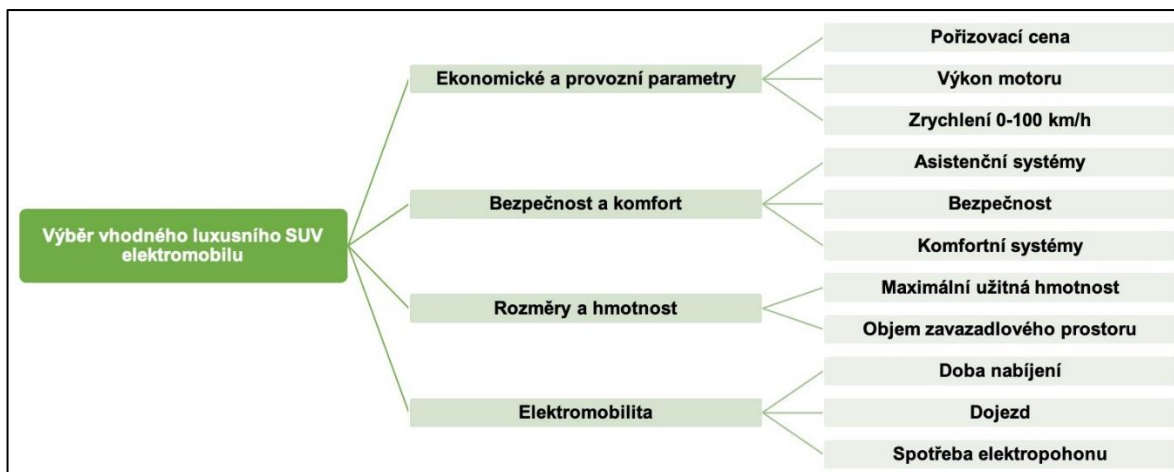 Výběr vhodného luxusního SUV
elektromobilu
Ekonomické a provozní parametry
Pořizovací cena
Výkon motoru
Zrychlení 0-100 km/h
Bezpečnost a komfort
Asistenční systémy
Bezpečnost
Komfortní systémy
Rozměry a hmotnost
Maximální užitná hmotnost
Objem zavazadlového prostoru
Elektromobilita
Doba nabíjení
Dojezd
Spotřeba elektropohonu